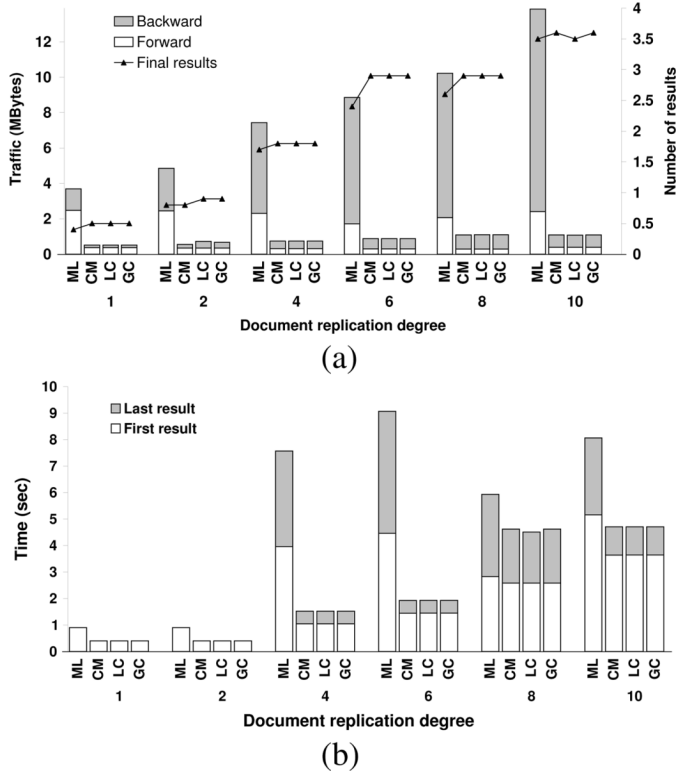 Backward
Forward
Final results
Traffic (MBytes)
12
10
8
6
4
2
0
4
3.5
3
2.5
2
1.5
1
0.5
0
Number of results
ML CM LC GC ML CM LC GC ML CM LC GC ML CM LC GC ML CM LC GC ML CM LC GC
1 2 4 6 8 10
Document replication degree
(a)
Last result
First result
Time (sec)
10
9
8
7
6
5
4
3
2
1
0
ML CM LC GC ML CM LC GC ML CM LC GC ML CM LC GC ML CM LC GC ML CM LC GC
1 2 4 6 8 10
Document replication degree
(b)